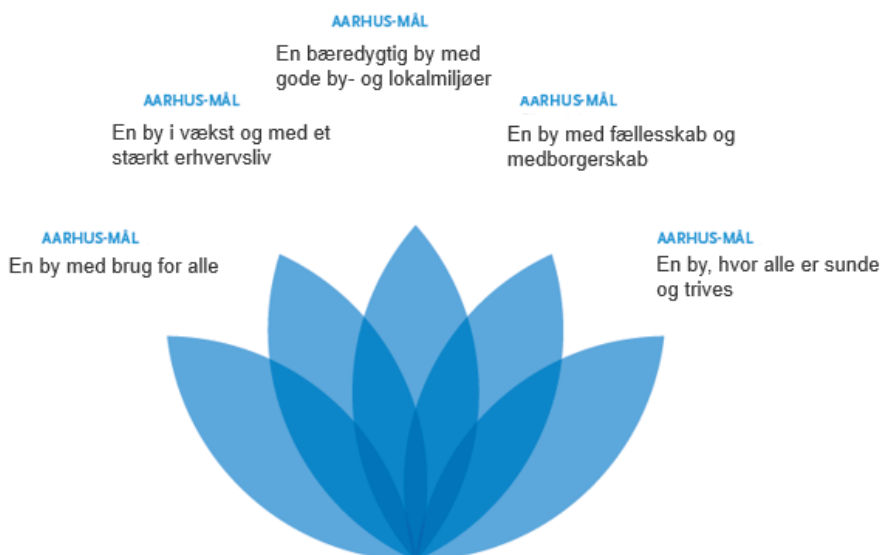 AARHUS-MÅL
En bæredygtig by med
gode by- og lokalmiljøer
AARHUS-MÅL
En by i vækst og med et
stærkt erhvervsliv
AARHUS-MÅL
En by med fællesskab og
medborgerskab
AARHUS-MÅL
En by med brug for alle
AARHUS-MÅL
En by, hvor alle er sunde
og trives